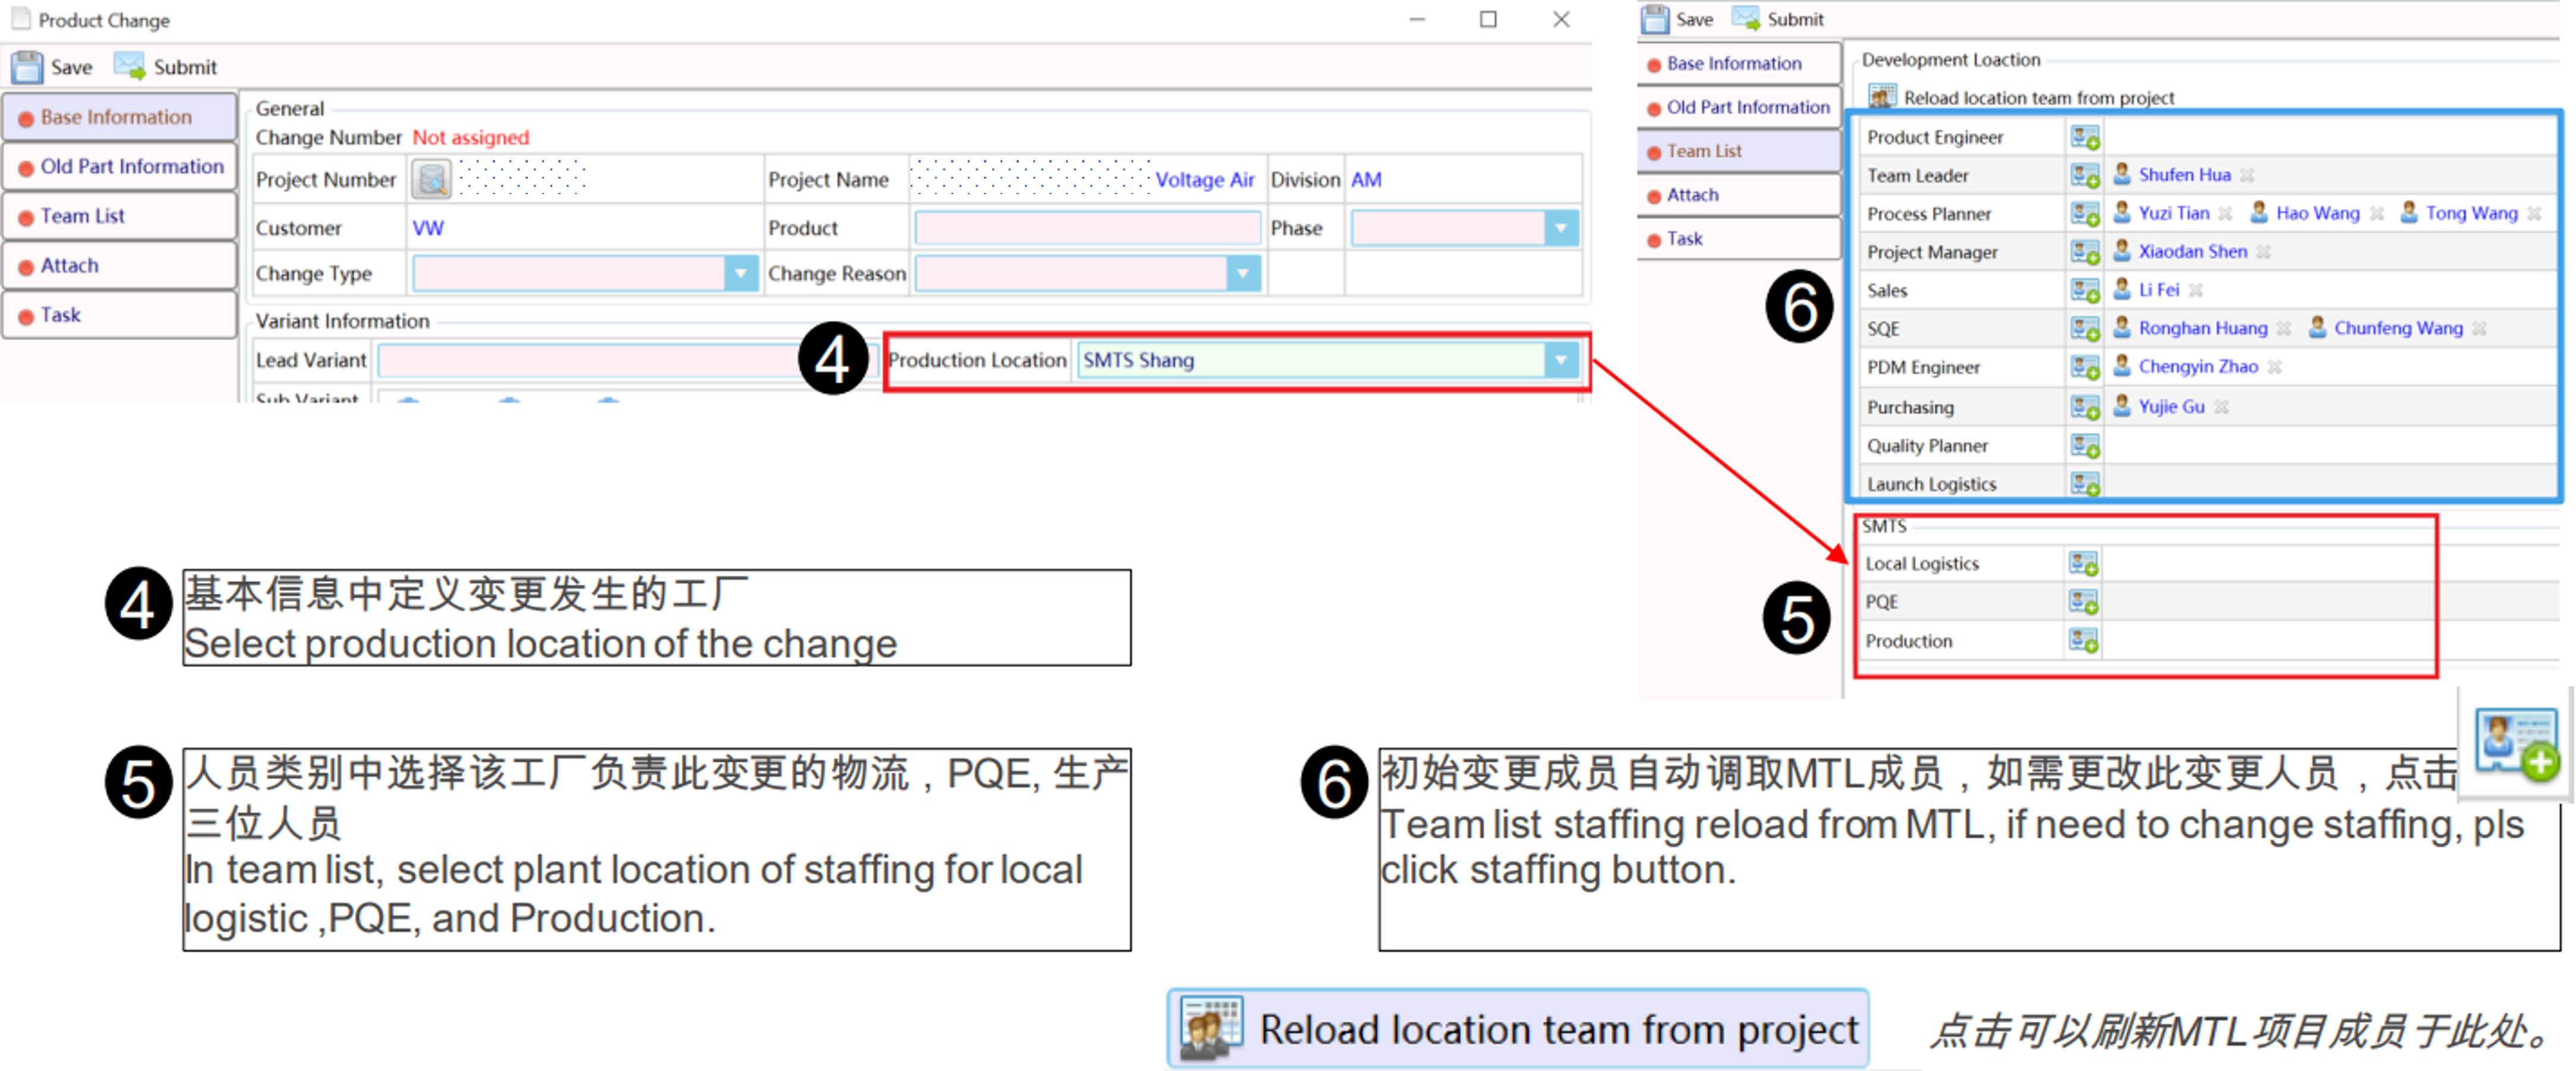 Product Change
Save Submit
Base Information
Old Part Information
Team List
Attach
Task
General
Change Number Not assigned
Project Number Project Name Voltage Air Division AM
Customer VW Product Phase
Change Type Change Reason
Variant Information
Lead Variant 4 Production Location SMTS Shang
Sub Variant
Save Submit
Base Information
Old Part Information
Team List
Attach
Task
Development Loaction
Reload location team from project
Product Engineer
Team Leader Shufen Hua
Process Planner Yuzi Tian Hao Wang Tong Wang
Project Manager Xiaodan Shen
6
Sales Li Fei
SQE Ronghan Huang Chunfeng Wang
PDM Engineer Chengyin Zhao
Purchasing Yujie Gu
Quality Planner
Launch Logistics
SMTS
Local Logistics
5
PQE
Production
4 基本信息中定义变更发生的工厂
Select production location of the change
5 人员类别中选择该工厂负责此变更的物流，PQE, 生产
三位人员
In team list, select plant location of staffing for local
logistic ,PQE, and Production.
6 初始变更成员自动调取MTL成员，如需更改此变更人员，点击
Team list staffing reload from MTL, if need to change staffing, pls
click staffing button.
Reload location team from project 点击可以刷新MTL项目成员于此处。